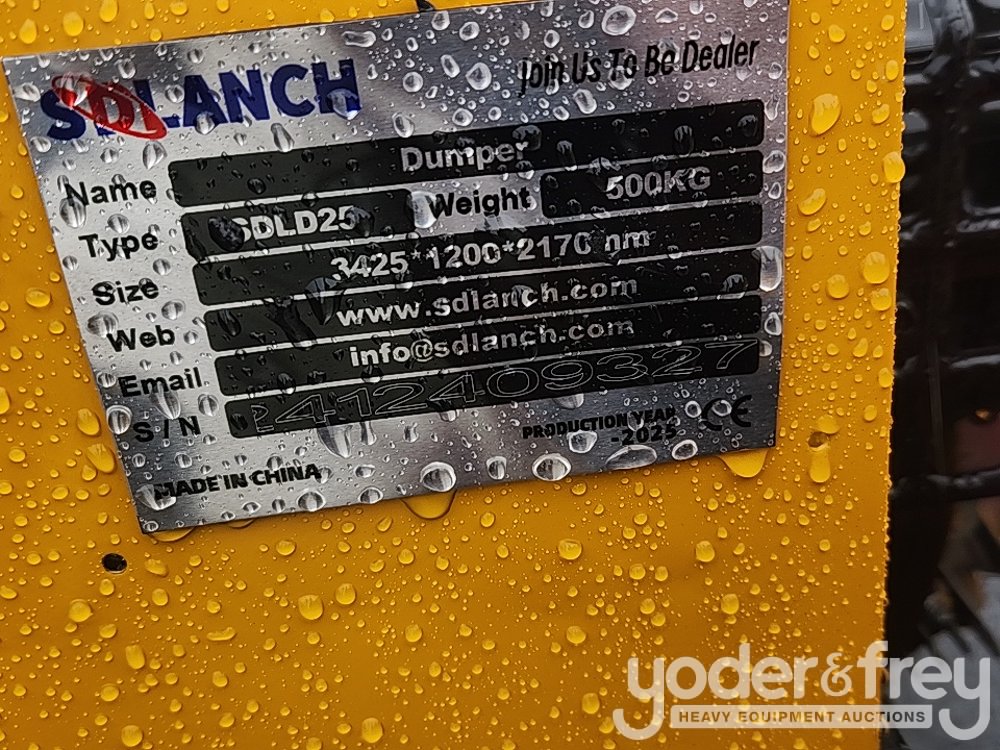 SDLANCH
Join Us To Be Dealer
Name Dumper
Type SDLD25 Weight 500KG
Size 3425*1200*2170 mm
Web www.sdlanch.com
Email info@sdlanch.com
S/N 2412409327
PRODUCTION YEAR
-2025
CE
MADE IN CHINA
yoder&frey
HEAVY EQUIPMENT AUCTIONS